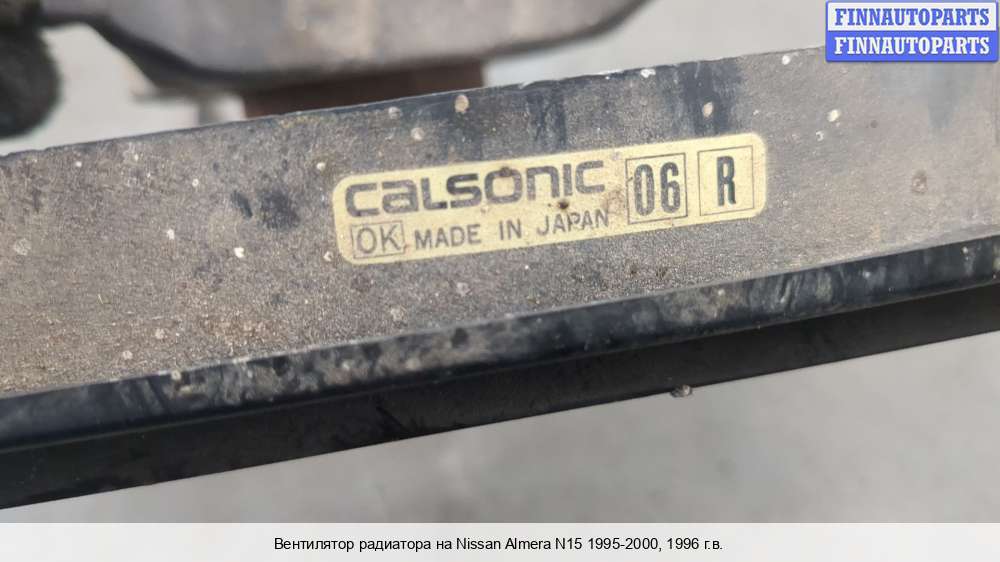 FINNAUTOPARTS
FINNAUTOPARTS
CALSONIC 06 R
OK MADE IN JAPAN
Вентилятор радиатора на Nissan Almera N15 1995-2000, 1996 г.в.